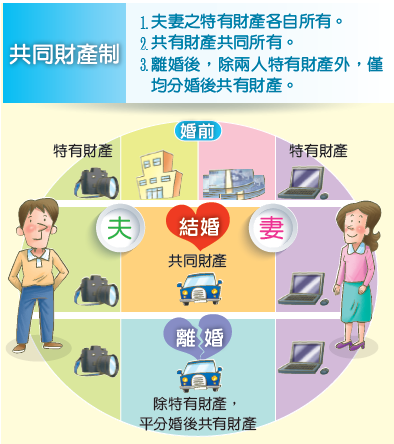 共同財產制
1.夫妻之特有財產各自所有。
2.共有財產共同所有。
3.離婚後，除兩人特有財產外，僅
均分婚後共有財產。
婚前
特有財產
特有財產
夫
結婚
妻
共同財產
離婚
除特有財產，
平分婚後共有財產